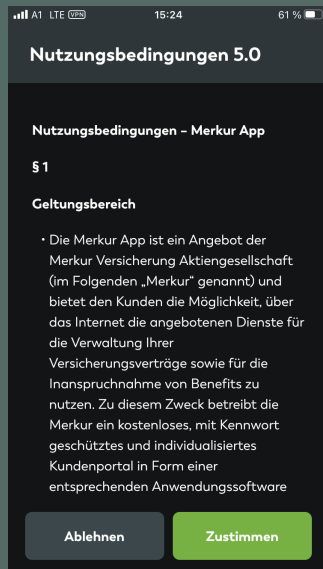 A1 LTE VPN 15:24 61 %
Nutzungsbedingungen 5.0
Nutzungsbedingungen – Merkur App
§ 1
Geltungsbereich
• Die Merkur App ist ein Angebot der
Merkur Versicherung Aktiengesellschaft
(im Folgenden „Merkur“ genannt) und
bietet den Kunden die Möglichkeit, über
das Internet die angebotenen Dienste für
die Verwaltung Ihrer
Versicherungsverträge sowie für die
Inanspruchnahme von Benefits zu
nutzen. Zu diesem Zweck betreibt die
Merkur ein kostenloses, mit Kennwort
geschütztes und individualisiertes
Kundenportal in Form einer
entsprechenden Anwendungssoftware
Ablehnen Zustimmen